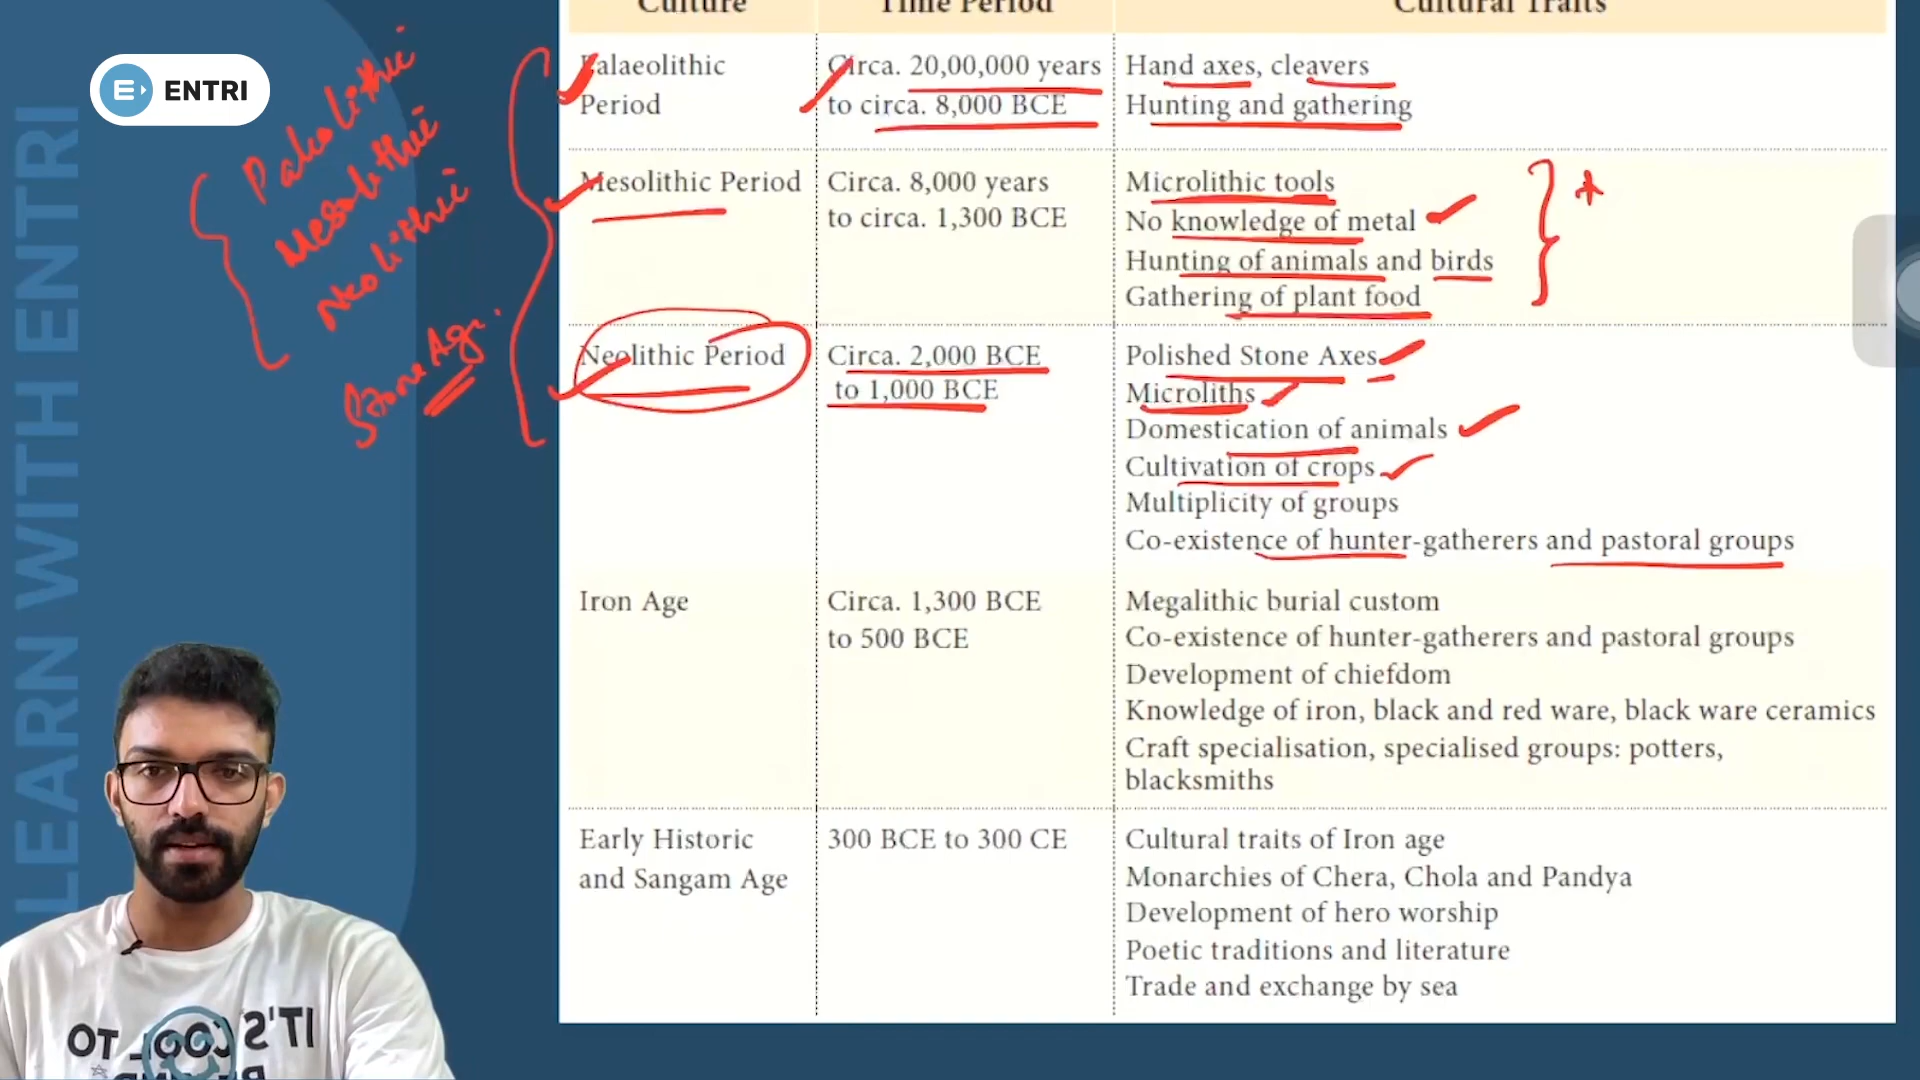 Culture Time Period Cultural Traits
ENTRI
LEARN WITH ENTRI
Paleolithic
Mesolithic
Neolithic
Stone Age.
Palaeolithic
Period
Circa. 20,00,000 years
to circa. 8,000 BCE
Hand axes, cleavers
Hunting and gathering
Mesolithic Period
Circa. 8,000 years
to circa. 1,300 BCE
Microlithic tools
No knowledge of metal
Hunting of animals and birds
Gathering of plant food
Neolithic Period
Circa. 2,000 BCE
to 1,000 BCE
Polished Stone Axes
Microliths
Domestication of animals
Cultivation of crops
Multiplicity of groups
Co-existence of hunter-gatherers and pastoral groups
Iron Age
Circa. 1,300 BCE
to 500 BCE
Megalithic burial custom
Co-existence of hunter-gatherers and pastoral groups
Development of chiefdom
Knowledge of iron, black and red ware, black ware ceramics
Craft specialisation, specialised groups: potters,
blacksmiths
Early Historic
and Sangam Age
300 BCE to 300 CE
Cultural traits of Iron age
Monarchies of Chera, Chola and Pandya
Development of hero worship
Poetic traditions and literature
Trade and exchange by sea
IT'S COOL TO